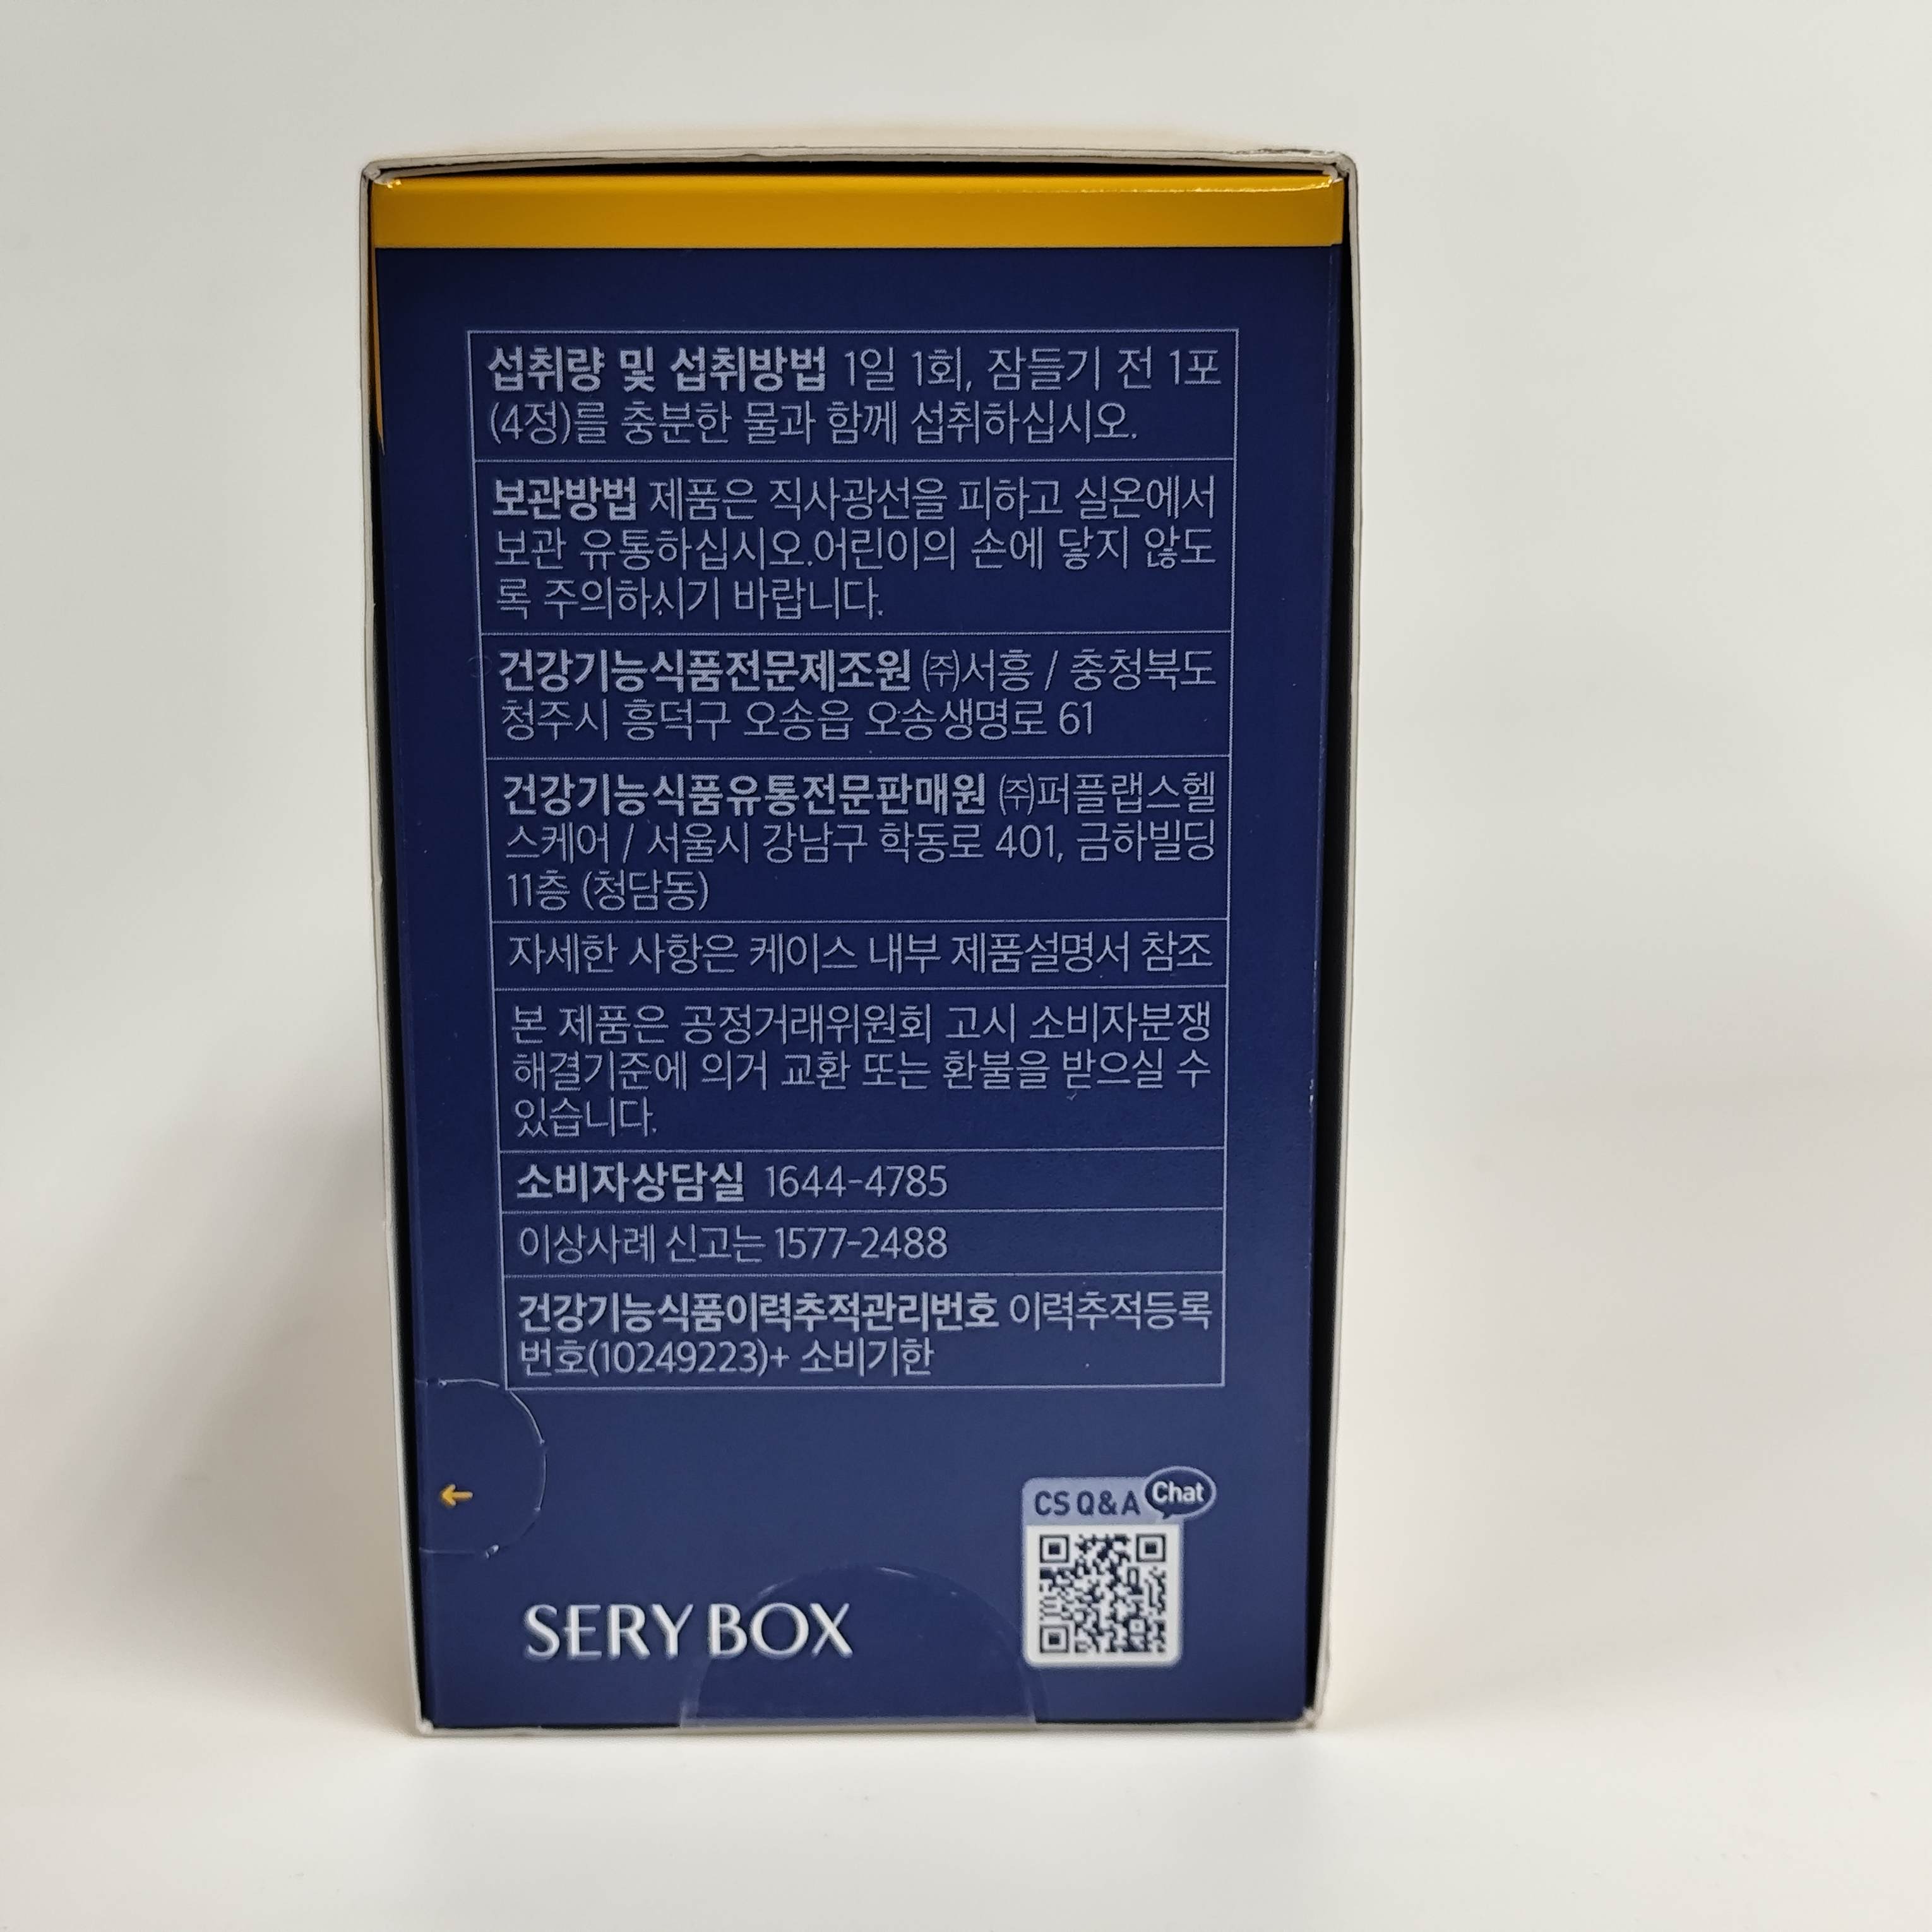 섭취량 및 섭취방법 1일 1회, 잠들기 전 1포
(4정)를 충분한 물과 함께 섭취하십시오.
보관방법 제품은 직사광선을 피하고 실온에서
보관 유통하십시오.어린이의 손에 닿지 않도
록 주의하시기 바랍니다.
건강기능식품전문제조원 ㈜서흥 / 충청북도
청주시 흥덕구 오송읍 오송생명로 61
건강기능식품유통전문판매원 ㈜퍼플랩스헬
스케어 / 서울시 강남구 학동로 401, 금하빌딩
11층 (청담동)
자세한 사항은 케이스 내부 제품설명서 참조
본 제품은 공정거래위원회 고시 소비자분쟁
해결기준에 의거 교환 또는 환불을 받으실 수
있습니다.
소비자상담실 1644-4785
이상사례 신고는 1577-2488
건강기능식품이력추적관리번호 이력추적등록
번호(10249223)+ 소비기한
CS Q&A Chat
SERY BOX